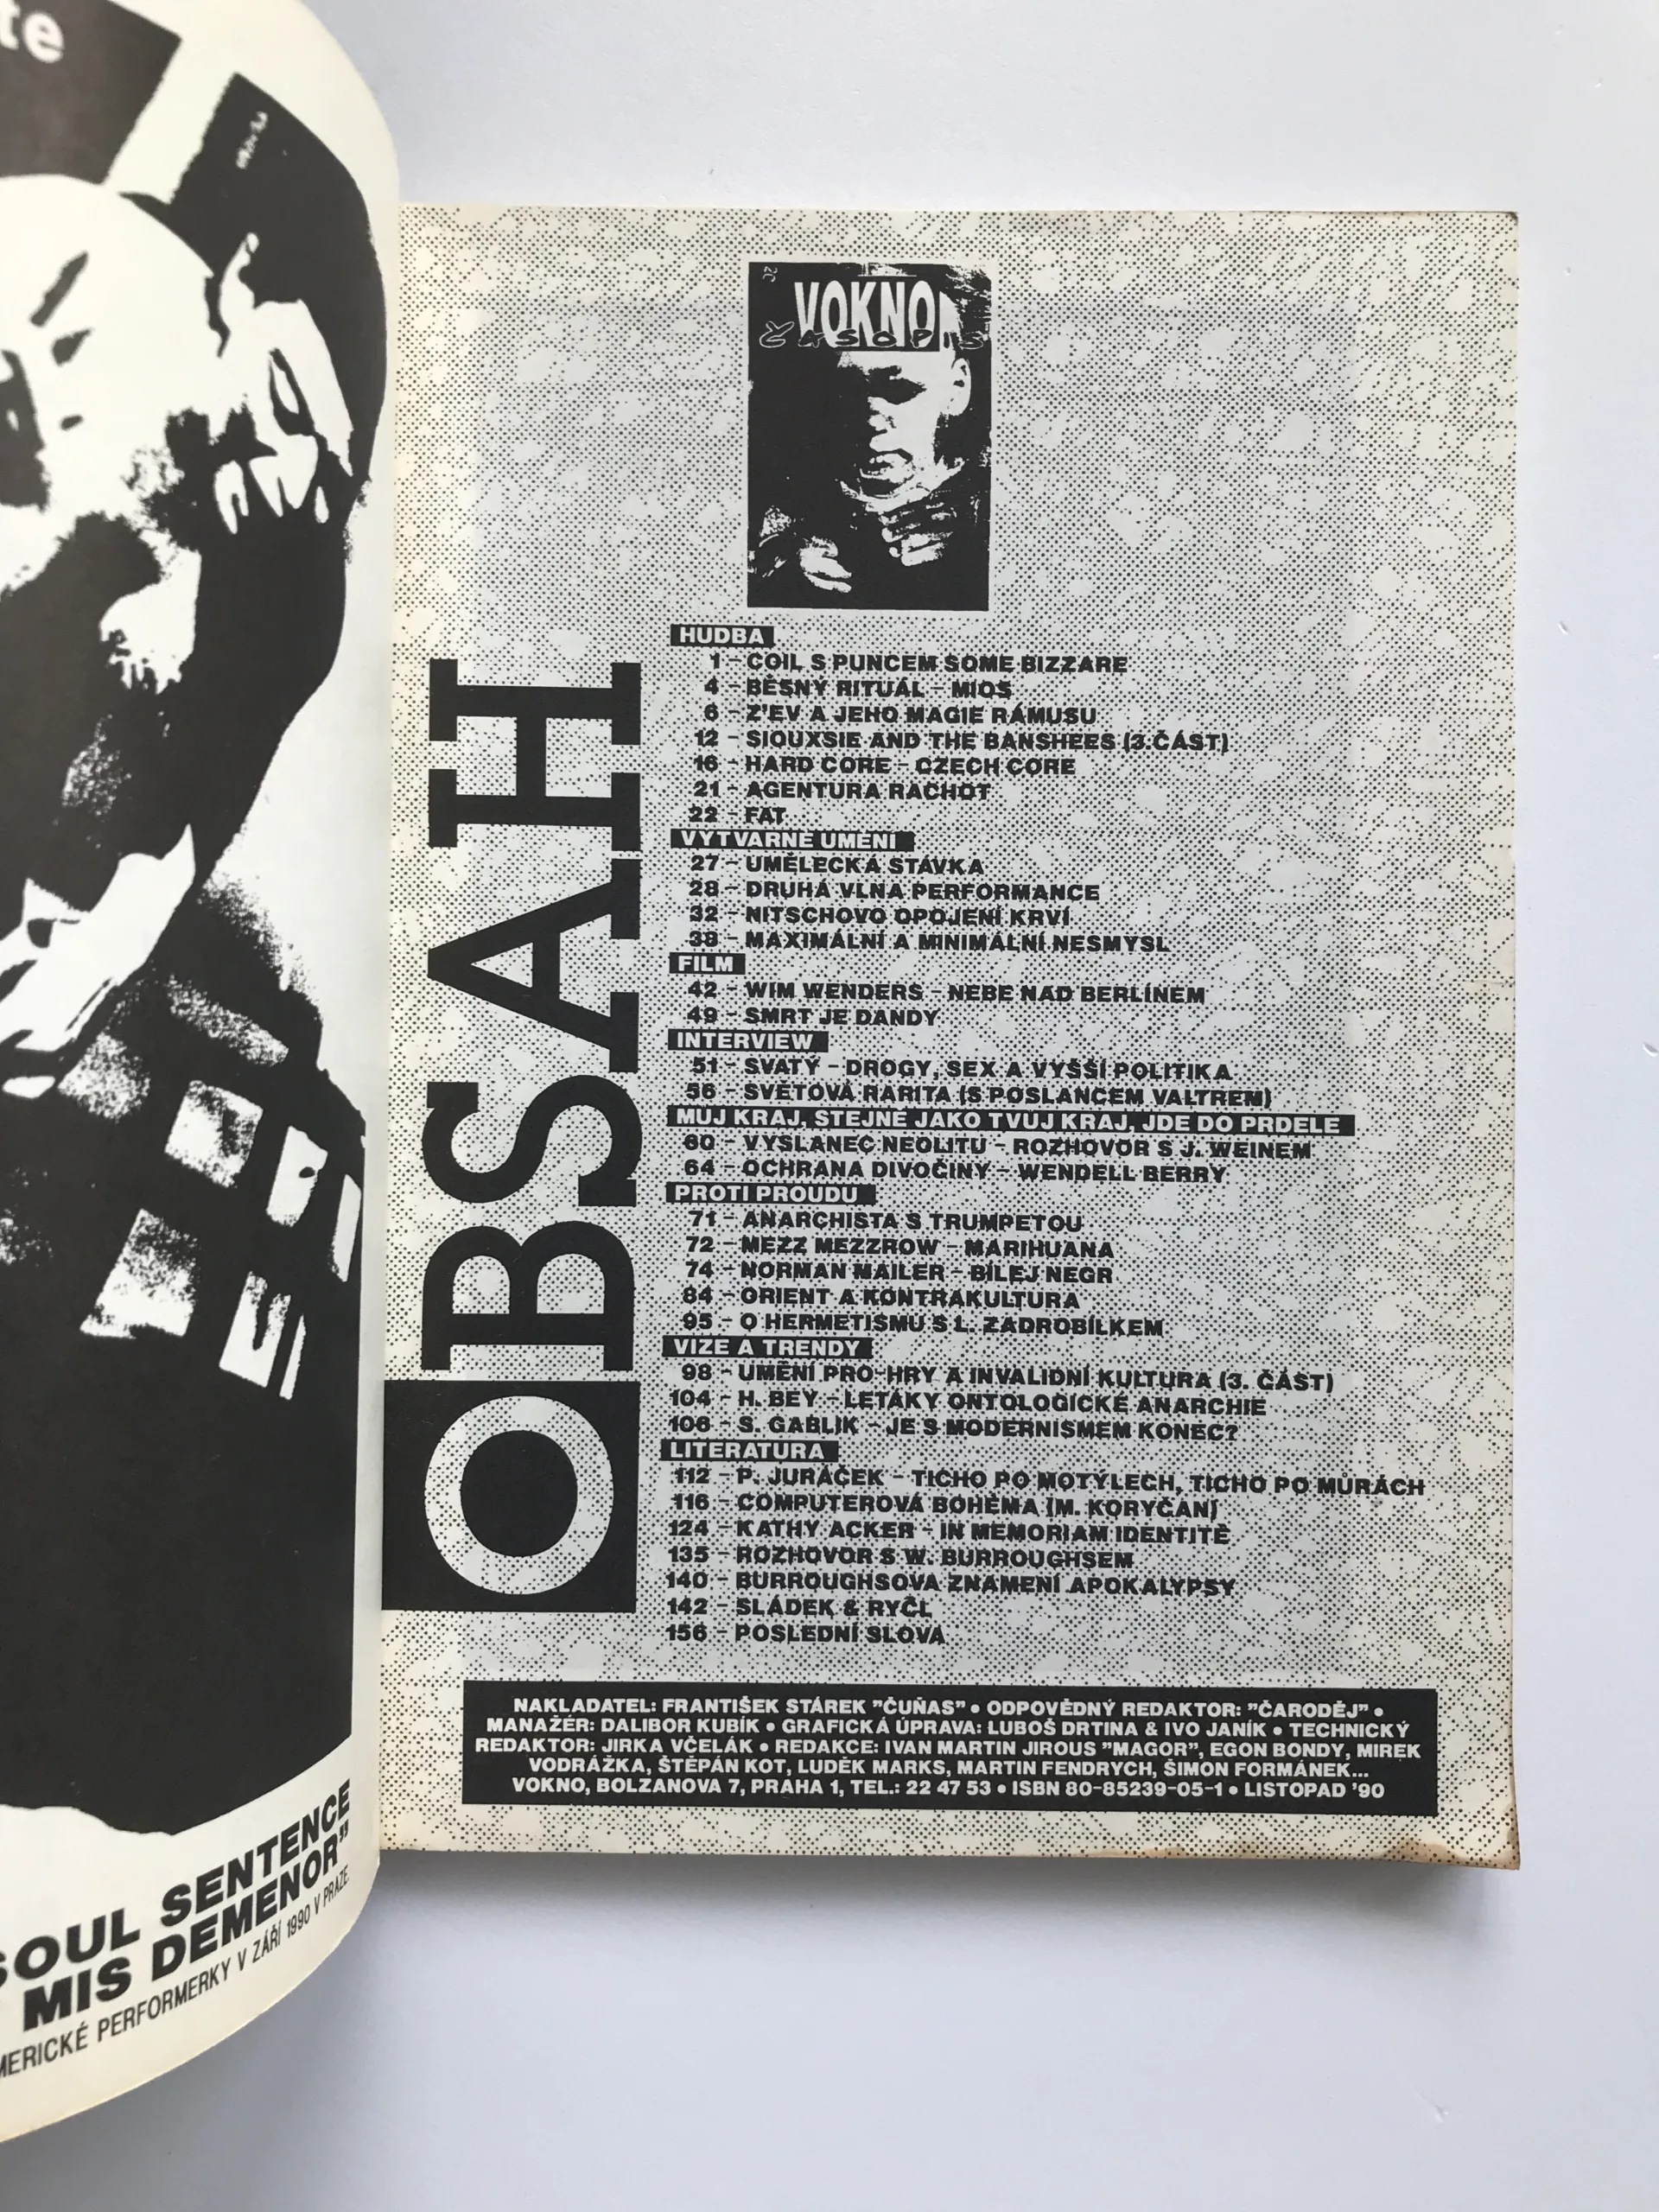 te
SOUL SENTENCE
MIS DEMENOR"
MERICKÉ PERFORMERKY V ZÁŘÍ 1990 V PRAZE.
VOKNO
ČASOPIS
OBSAH
HUDBA
1 – COIL S PUNCEM SOME BIZZARE
4 – BĚSNÝ RITUÁL – MIOS
6 – Z'EV A JEHO MAGIE RÁMUSU
12 – SIOUXSIE AND THE BANSHEES (3.ČÁST)
16 – HARD CORE – CZECH CORE
21 – AGENTURA RACHOT
22 – FAT
VÝTVARNÉ UMĚNÍ
27 – UMĚLECKÁ STÁVKA
28 – DRUHÁ VLNA PERFORMANCE
32 – NITSCHOVO OPOJENÍ KRVÍ
38 – MAXIMÁLNÍ A MINIMÁLNÍ NESMYSL
FILM
42 – WIM WENDERS – NEBE NAD BERLÍNEM
49 – SMRT JE DANDY
INTERVIEW
51 – SVATÝ – DROGY, SEX A VYŠŠÍ POLITIKA
56 – SVĚTOVÁ RARITA (S POSLANCEM VALTREM)
MŮJ KRAJ, STEJNĚ JAKO TVŮJ KRAJ, JDE DO PRDELE
60 – VYSLANEC NEOLITU – ROZHOVOR S J. WEINEM
64 – OCHRANA DIVOČINY – WENDELL BERRY
PROTI PROUDU
71 – ANARCHISTA S TRUMPETOU
72 – MEZZ MEZZROW – MARIHUANA
74 – NORMAN MAILER – BÍLEJ NEGR
84 – ORIENT A KONTRAKULTURA
95 – O HERMETISMU S L. ZADROBÍLKEM
VIZE A TRENDY
98 – UMĚNÍ PRO-HRY A INVALIDNÍ KULTURA (3. ČÁST)
104 – H. BEY – LETÁKY ONTOLOGICKÉ ANARCHIE
106 – S. GABLIK – JE S MODERNISMEM KONEC?
LITERATURA
112 – P. JURÁČEK – TICHO PO MOTÝLECH, TICHO PO MŮRÁCH
116 – COMPUTEROVÁ BOHÉMA (M. KORYČAN)
124 – KATHY ACKER – IN MEMORIAM IDENTITĚ
135 – ROZHOVOR S W. BURROUGHSEM
140 – BURROUGHSOVA ZNAMENÍ APOKALYPSY
142 – SLÁDEK & RYČL
156 – POSLEDNÍ SLOVA
NAKLADATEL: FRANTIŠEK STÁREK "ČUŇAS" • ODPOVĚDNÝ REDAKTOR: "ČARODĚJ" •
MANAŽÉR: DALIBOR KUBÍK • GRAFICKÁ ÚPRAVA: LUBOŠ DRTINA & IVO JANÍK • TECHNICKÝ
REDAKTOR: JIRKA VČELÁK • REDAKCE: IVAN MARTIN JIROUS "MAGOR", EGON BONDY, MIREK
VODRÁŽKA, ŠTĚPÁN KOT, LUDĚK MARKS, MARTIN FENDRYCH, ŠIMON FORMÁNEK...
VOKNO, BOLZANOVA 7, PRAHA 1, TEL.: 22 47 53 • ISBN 80-85239-05-1 • LISTOPAD '90